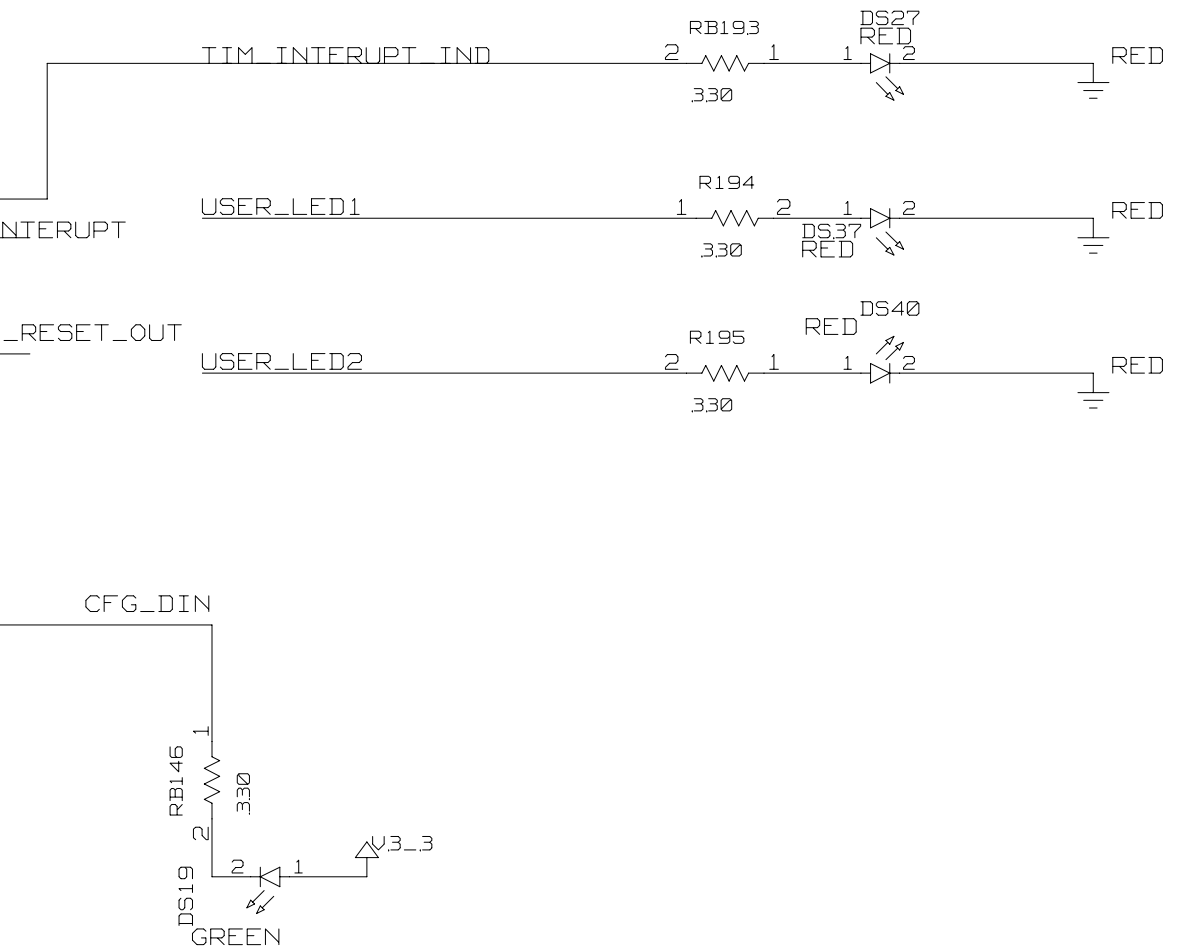 DS27
RB193
RED
TIM_INTERUPT_IND 2 1 1 2 RED
330
R194
USER_LED1 1 2 1 2 RED
NTERUPT
DS37
330 RED
DS40
_RESET_OUT
RED
R195
USER_LED2 2 1 1 2 RED
330
CFG_DIN
1
RB146 330
2
V3_3
2 1
DS19
GREEN